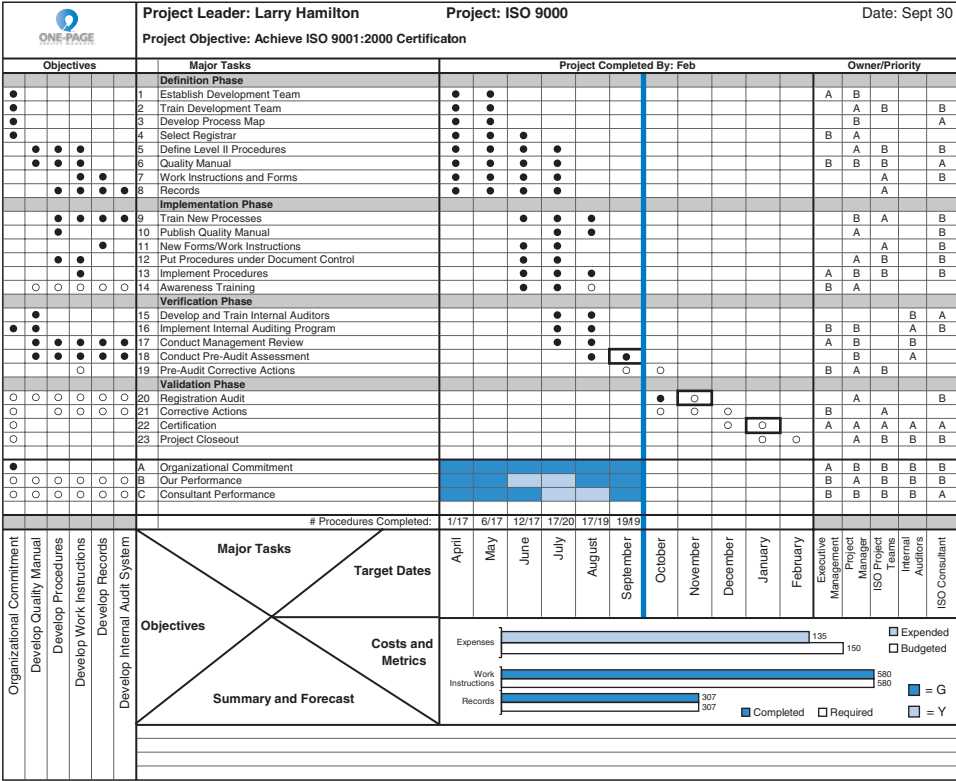 Project Leader: Larry Hamilton Project: ISO 9000 Date: Sept 30
ONE-PAGE
Project Objective: Achieve ISO 9001:2000 Certificaton
Objectives Major Tasks Project Completed By: Feb Owner/Priority
Definition Phase
1 Establish Development Team A B
2 Train Development Team A B B
3 Develop Process Map B A
4 Select Registrar B A
5 Define Level II Procedures A B B
6 Quality Manual B B B A
7 Work Instructions and Forms A B
8 Records A
Implementation Phase
9 Train New Processes B A B
10 Publish Quality Manual A B
11 New Forms/Work Instructions A B
12 Put Procedures under Document Control A B B
13 Implement Procedures A B B B
14 Awareness Training B A
Verification Phase
15 Develop and Train Internal Auditors B A
16 Implement Internal Auditing Program B B A B
17 Conduct Management Review A B B
18 Conduct Pre-Audit Assessment B A
19 Pre-Audit Corrective Actions B A B
Validation Phase
20 Registration Audit A B
21 Corrective Actions B A
22 Certification A A A A A
23 Project Closeout A B B B
A Organizational Commitment A B B B B
B Our Performance B A B B B
C Consultant Performance B B B B A
# Procedures Completed: 1/17 6/17 12/17 17/20 17/19 19/19
Organizational Commitment
Develop Quality Manual
Develop Procedures
Develop Work Instructions
Develop Records
Develop Internal Audit System
Major Tasks
Target Dates
Objectives
Costs and
Metrics
Summary and Forecast
April
May
June
July
August
September
October
November
December
January
February
Executive
Management
Project
Manager
ISO Project
Teams
Internal
Auditors
ISO Consultant
Expenses 135
150
Expended
Budgeted
Work
Instructions
580
580
Records 307
307
Completed Required
= G
= Y